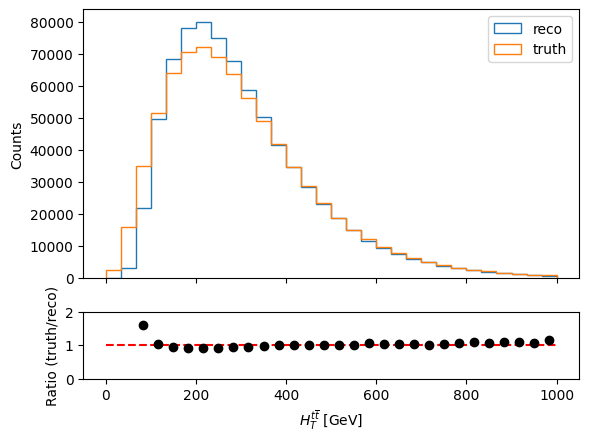 80000
70000
60000
50000
40000
30000
20000
10000
0
Counts
reco
truth
2
1
0
Ratio (truth/reco)
0 200 400 600 800 1000
$H_T^{t\bar{t}}$ [GeV]